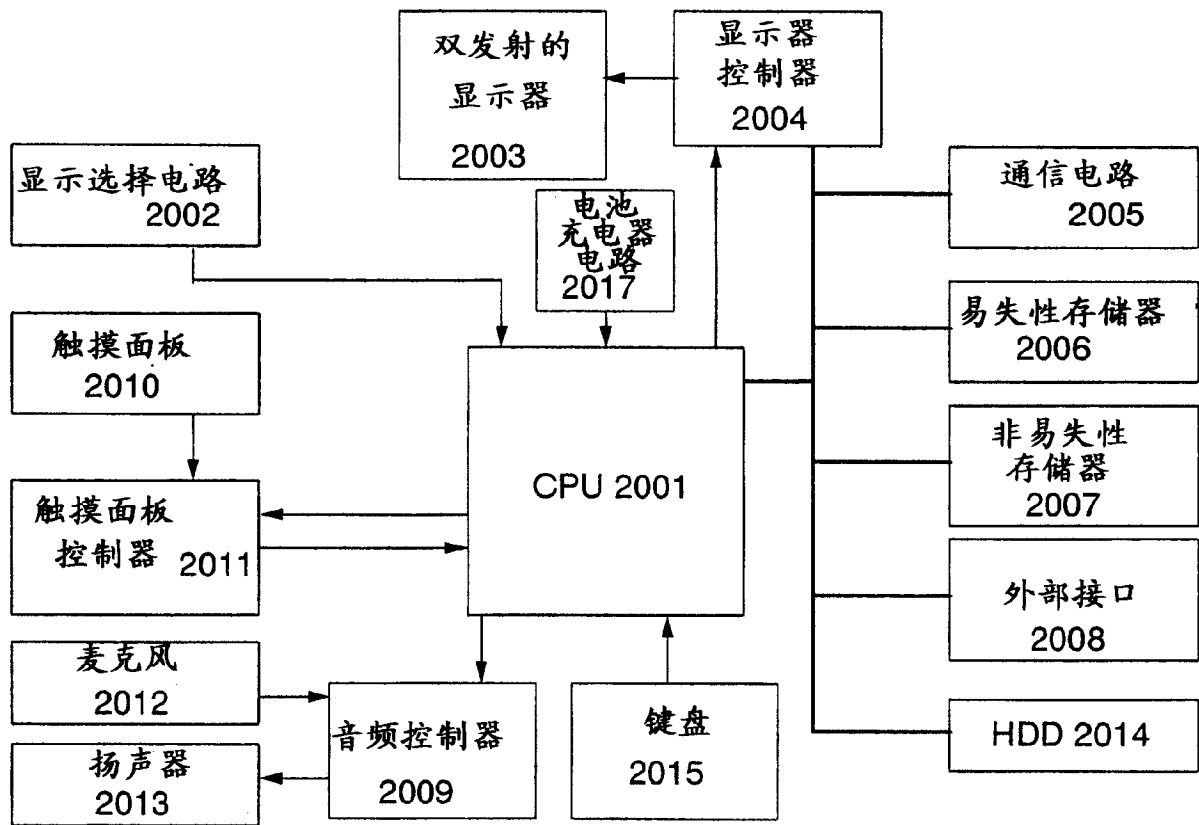 双发射的
显示器
2003
显示器
控制器
2004
显示选择电路
2002
电池
充电器
电路
2017
通信电路
2005
触摸面板
2010
易失性存储器
2006
CPU 2001
非易失性
存储器
2007
触摸面板
控制器
2011
外部接口
2008
麦克风
2012
音频控制器
2009
键盘
2015
HDD 2014
扬声器
2013